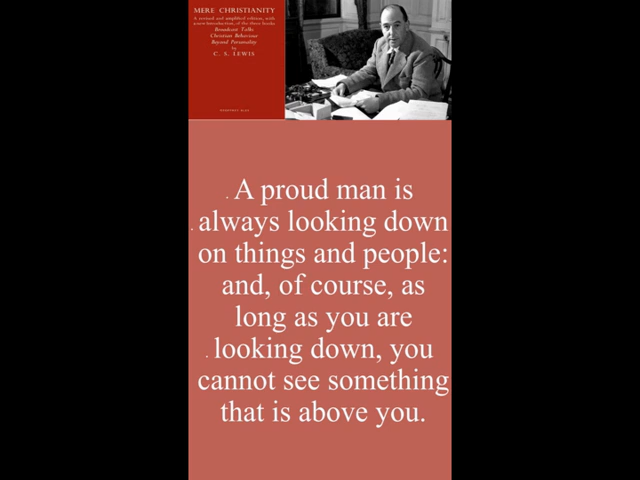 MERE CHRISTIANITY
A revised and amplified edition, with
a new Introduction, of the three books
Broadcast Talks
Christian Behaviour
Beyond Personality
by
C. S. LEWIS
A proud man is
always looking down
on things and people:
and, of course, as
long as you are
looking down, you
cannot see something
that is above you.